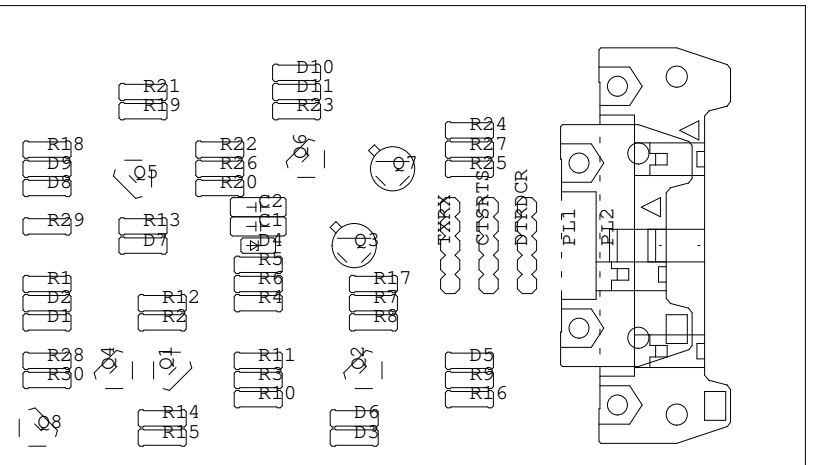 D10
R21 D11
R19 R23
R24
R18 R22 Q6 R27
D9 Q5 R26 Q7 R25
D8 R20
C2
R29 R13 C1 TXRX CTSRTS DTRDCR PL1 PL2
D7 D4 Q3
R5
R1 R6 R17
D2 R12 R4 R7
D1 R2 R8
R28 Q4 Q1 R11 Q2 D5
R30 R3 R9
R10 R16
R14 D6
Q8 R15 D3